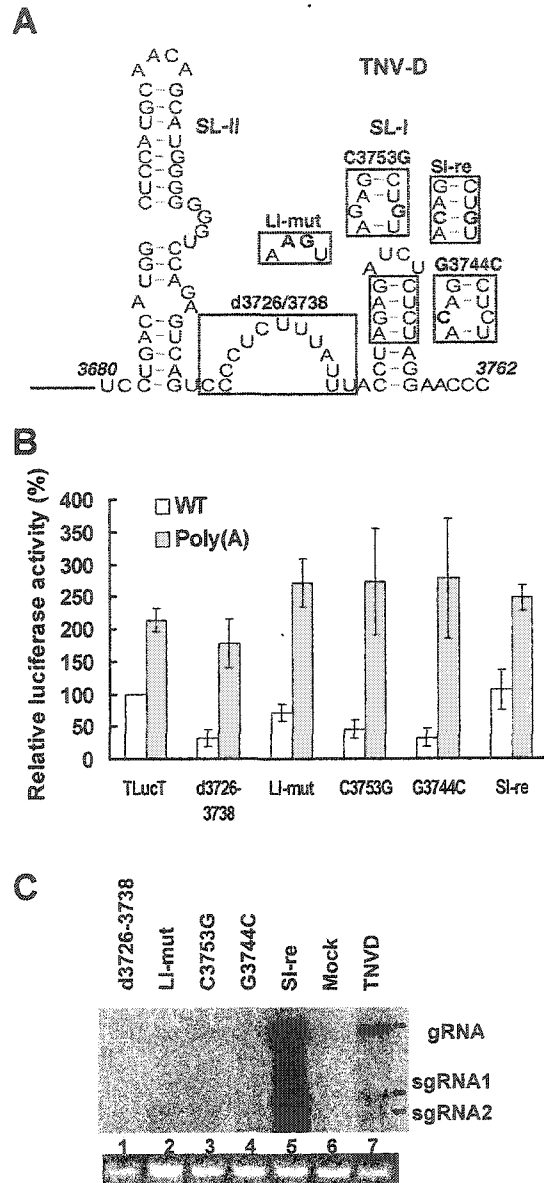 A
TNV-D
SL-II
SL-I
C3753G
SI-re
LI-mut
G3744C
d3726/3738
3680
3762
UCC
GAACCC
B
Relative luciferase activity (%)
WT
Poly(A)
400
350
300
250
200
150
100
50
0
TLucT
d3726-
3738
LI-mut
C3753G
G3744C
SI-re
C
d3726-3738
LI-mut
C3753G
G3744C
SI-re
Mock
TNVD
gRNA
sgRNA1
sgRNA2
1 2 3 4 5 6 7